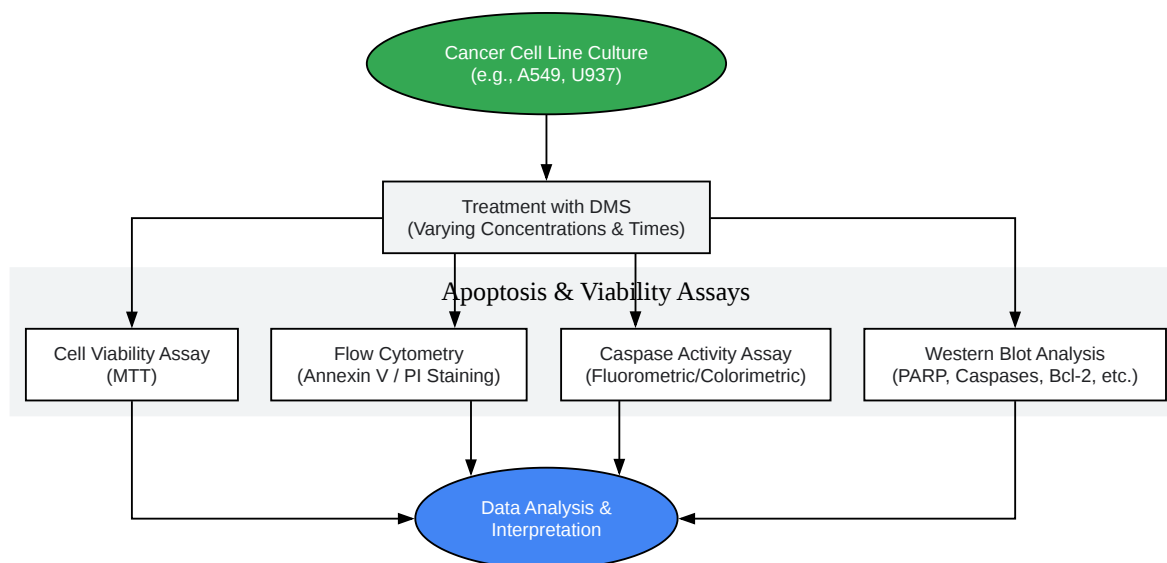 Cancer Cell Line Culture
(e.g., A549, U937)
Treatment with DMS
(Varying Concentrations & Times)
Apoptosis & Viability Assays
Cell Viability Assay
(MTT)
Flow Cytometry
(Annexin V / PI Staining)
Caspase Activity Assay
(Fluorometric/Colorimetric)
Western Blot Analysis
(PARP, Caspases, Bcl-2, etc.)
Data Analysis &
Interpretation